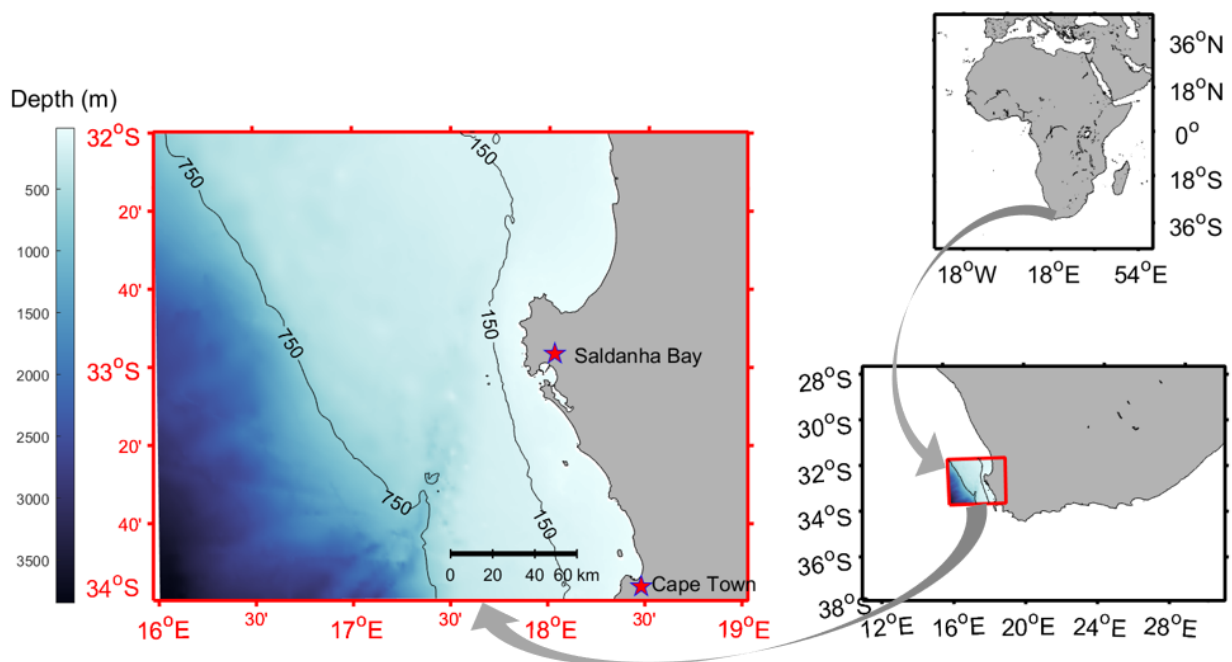 Depth (m)
500
1000
1500
2000
2500
3000
3500
32°S
20'
40'
33°S
20'
40'
34°S
16°E
30'
17°E
30'
18°E
30'
19°E
750
750
750
150
150
150
Saldanha Bay
Cape Town
0 20 40 60 km
36°N
18°N
0°
18°S
36°S
18°W 18°E 54°E
28°S
30°S
32°S
34°S
36°S
38°S
12°E 16°E 20°E 28°E